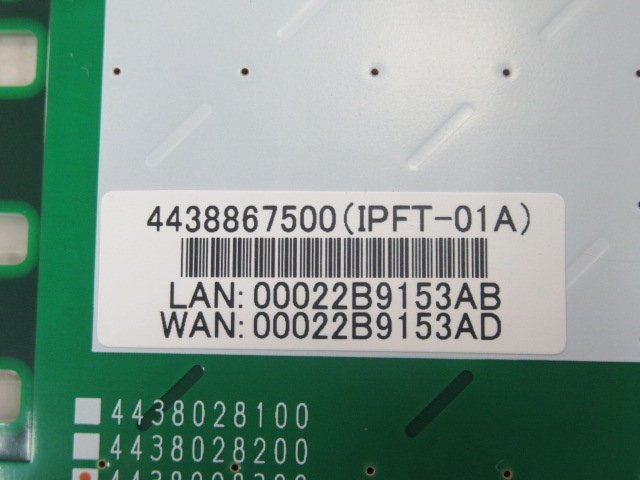 4438867500(IPFT-01A)
LAN: 00022B9153AB
WAN: 00022B9153AD
4438028100
4438028200